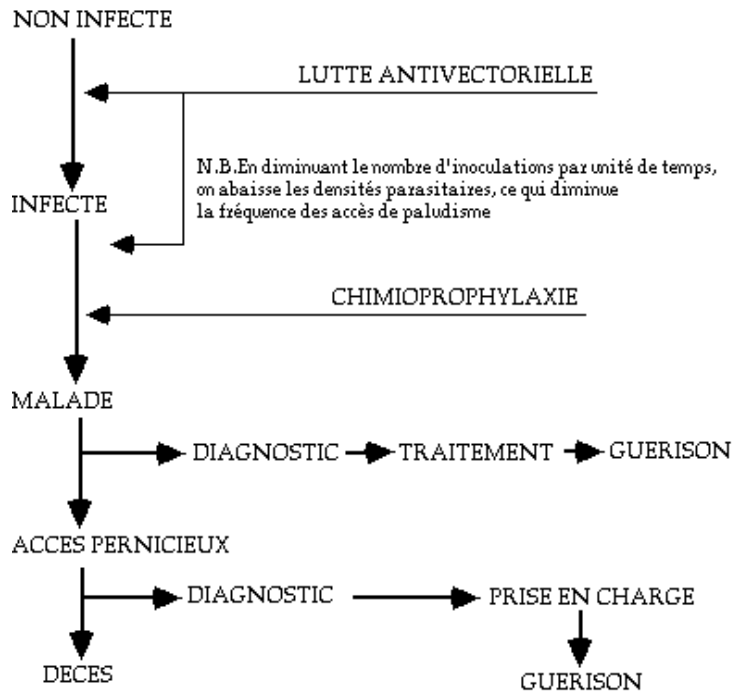 NON INFECTE
LUTTE ANTIVECTORIELLE
N.B.En diminuant le nombre d'inoculations par unité de temps,
on abaisse les densités parasitaires, ce qui diminue
la fréquence des accès de paludisme
INFECTE
CHIMIOPROPHYLAXIE
MALADE
DIAGNOSTIC TRAITEMENT GUERISON
ACCES PERNICIEUX
DIAGNOSTIC PRISE EN CHARGE
DECES GUERISON